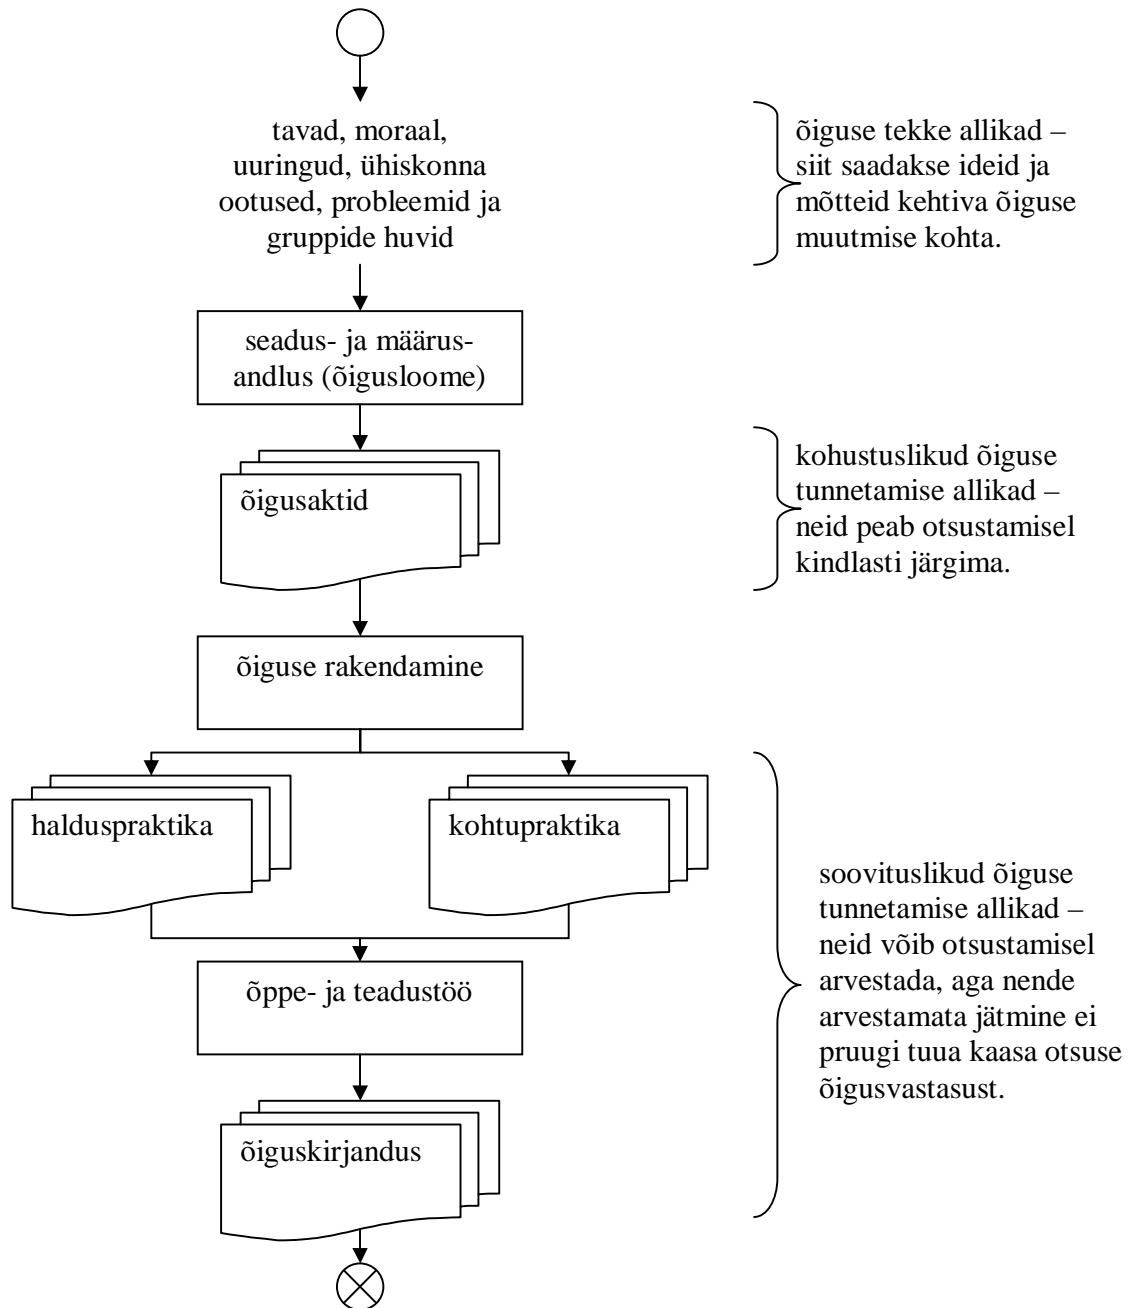 tavad, moraal,
uuringud, ühiskonna
ootused, probleemid ja
gruppide huvid
õiguse tekke allikad –
siit saadakse ideid ja
mõtteid kehtiva õiguse
muutmise kohta.
seadus- ja määrus-
andlus (õigusloome)
õigusaktid
kohustuslikud õiguse
tunnetamise allikad –
neid peab otsustamisel
kindlasti järgima.
õiguse rakendamine
halduspraktika
kohtupraktika
õppe- ja teadustöö
õiguskirjandus
soovituslikud õiguse
tunnetamise allikad –
neid võib otsustamisel
arvestada, aga nende
arvestamata jätmine ei
pruugi tuua kaasa otsuse
õigusvastasust.